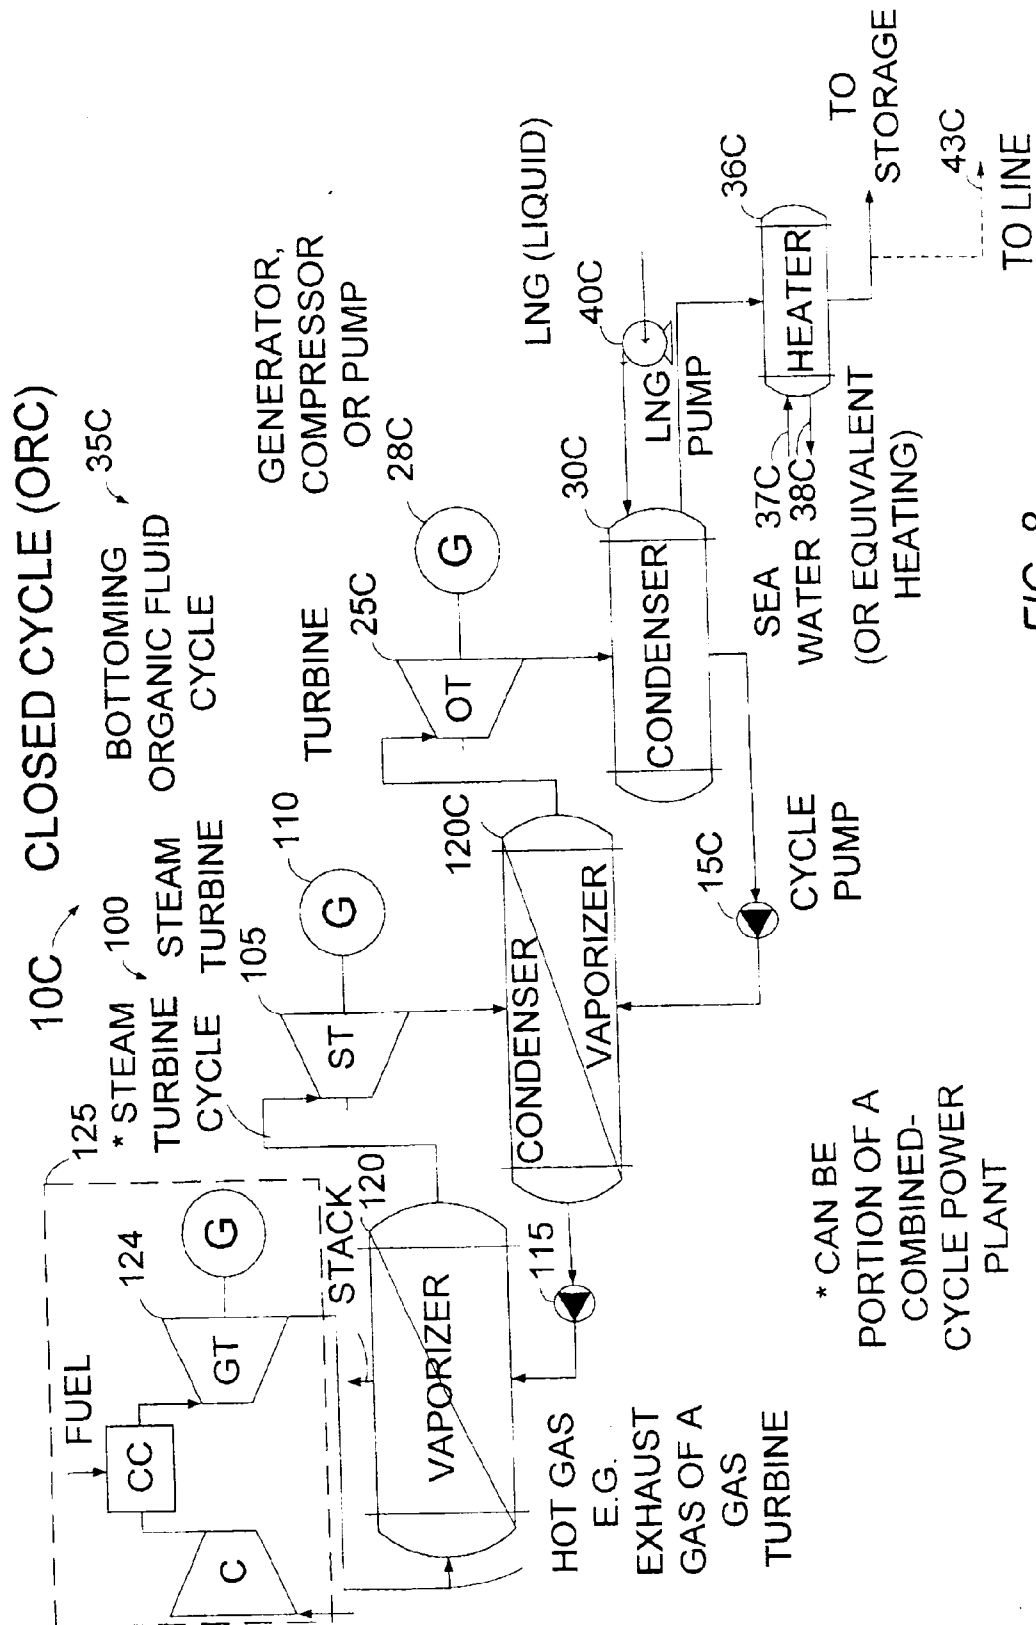 10C
CLOSED CYCLE (ORC)
125
* STEAM
TURBINE
CYCLE
100
STEAM
TURBINE
BOTTOMING
ORGANIC FLUID
CYCLE
35C
FUEL
CC
C
GT
124
G
STACK
120
VAPORIZER
HOT GAS
E.G.
EXHAUST
GAS OF A
GAS
TURBINE
115
105
ST
110
G
120C
CONDENSER
VAPORIZER
15C
CYCLE
PUMP
TURBINE
25C
OT
28C
G
GENERATOR,
COMPRESSOR
OR PUMP
30C
CONDENSER
LNG (LIQUID)
40C
LNG
PUMP
36C
HEATER
SEA 37C
WATER 38C
(OR EQUIVALENT
HEATING)
TO
STORAGE
43C
TO LINE
* CAN BE
PORTION OF A
COMBINED-
CYCLE POWER
PLANT
FIG. 8